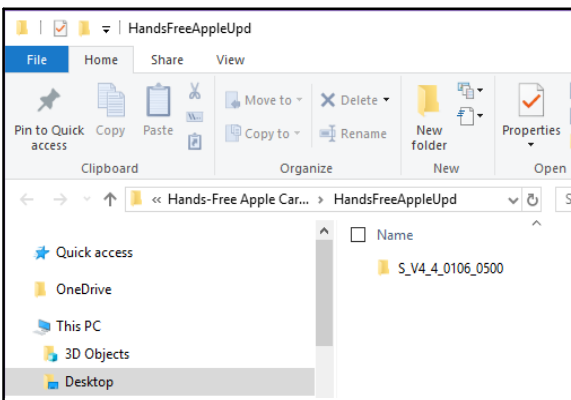 HandsFreeAppleUpd
File Home Share View
Pin to Quick access Copy Paste Move to Copy to Delete Rename New folder Properties
Clipboard Organize New Open
« Hands-Free Apple Car... > HandsFreeAppleUpd
Name
Quick access
S_V4_4_0106_0500
OneDrive
This PC
3D Objects
Desktop